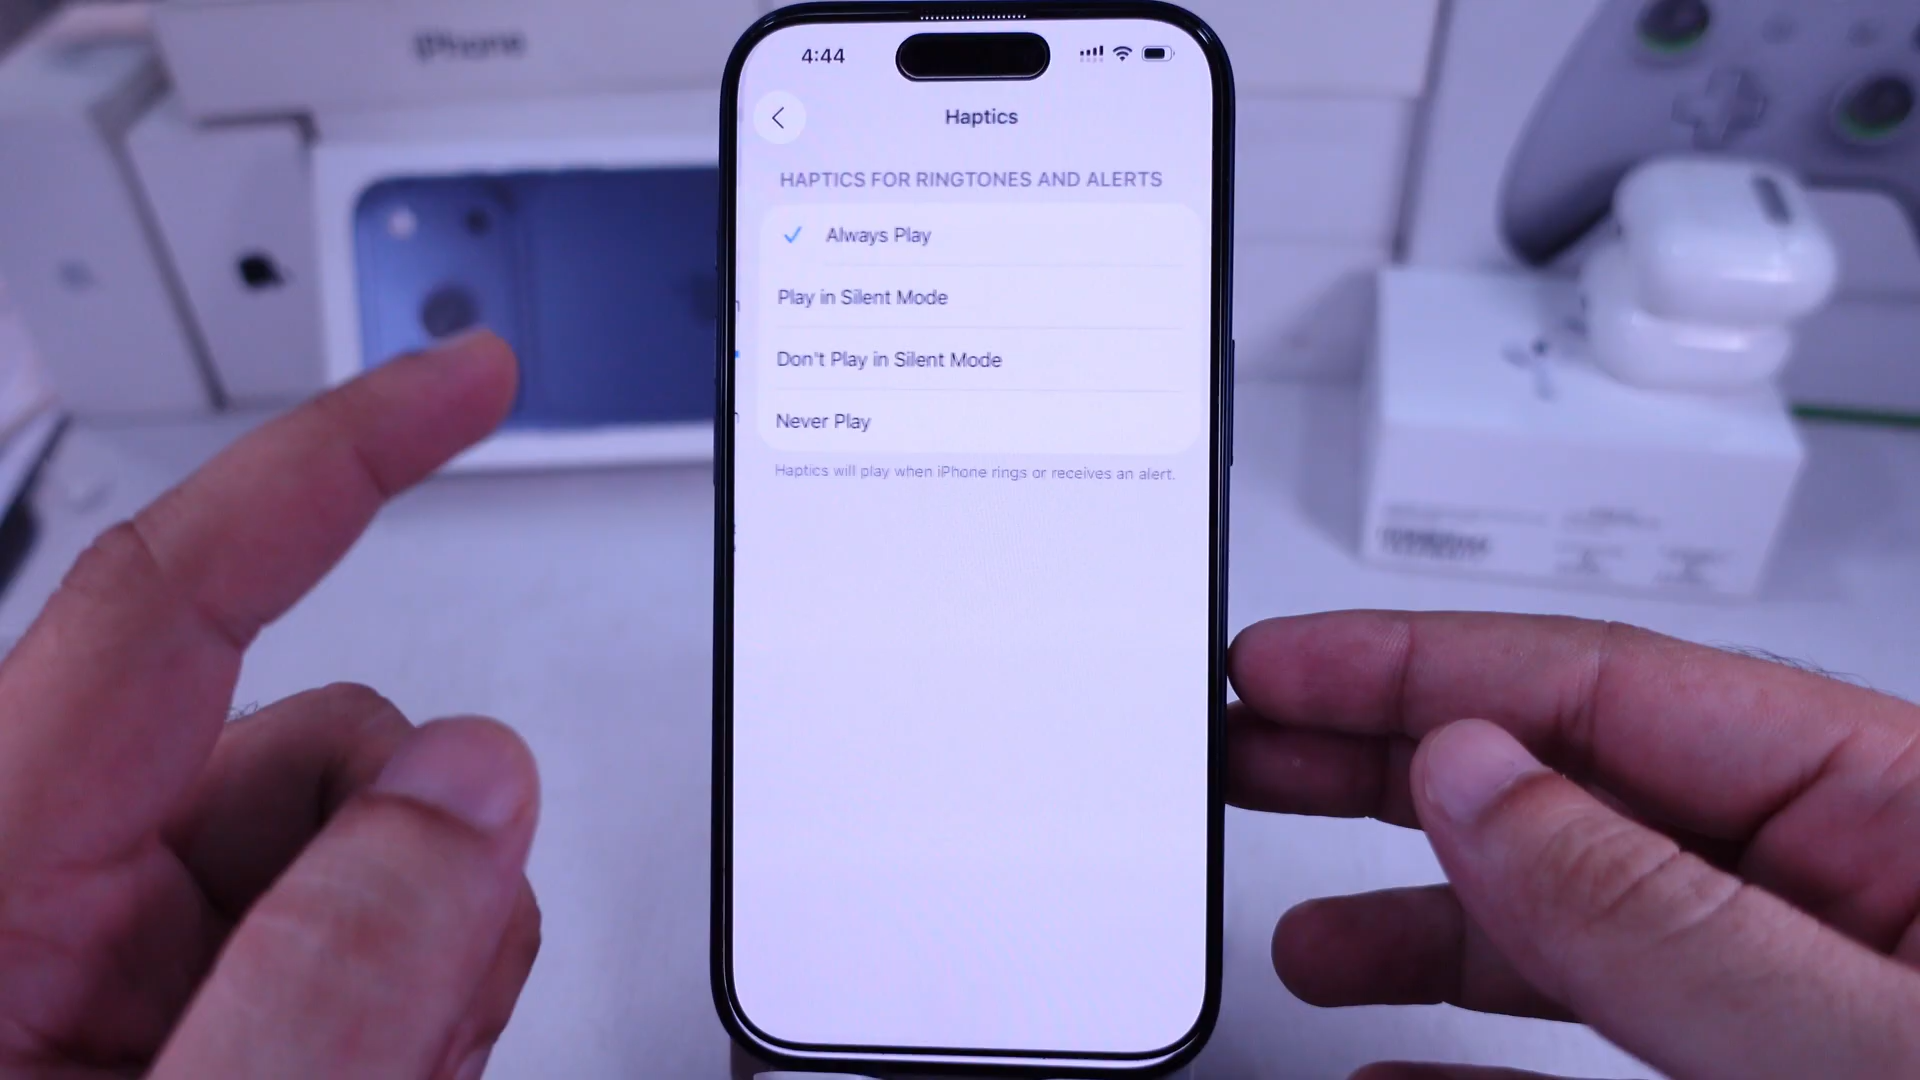 iPhone
4:44
Haptics
HAPTICS FOR RINGTONES AND ALERTS
Always Play
Play in Silent Mode
Don't Play in Silent Mode
Never Play
Haptics will play when iPhone rings or receives an alert.